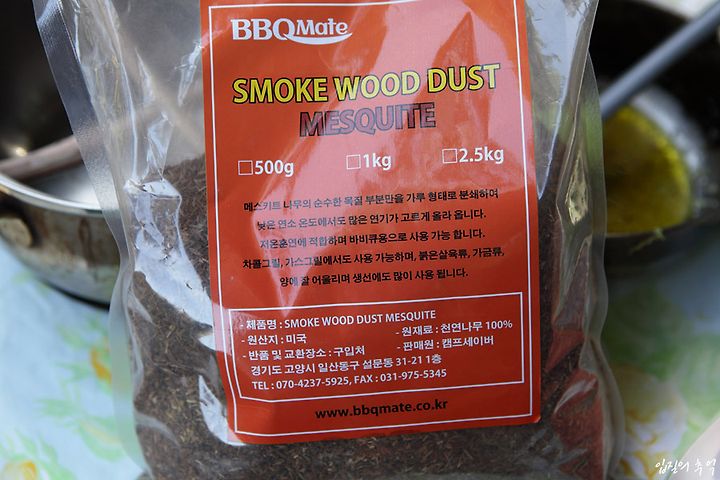 BBQMate
SMOKE WOOD DUST
MESQUITE
□500g □1kg □2.5kg
메스키트 나무의 순수한 목질 부분만을 가루 형태로 분쇄하며
낮은 연소 온도에서도 많은 연기가 고르게 올라 옵니다.
저온훈연에 적합하며 바비큐용으로 사용 가능 합니다.
차콜그릴, 가스그릴에서도 사용 가능하며, 붉은살육류, 가금류,
양에 잘 어울리며 생선에도 많이 사용 됩니다.
- 제품명 : SMOKE WOOD DUST MESQUITE
- 원산지 : 미국 - 원재료 : 천연나무 100%
- 반품 및 교환장소 : 구입처 - 판매원 : 캠프세이버
경기도 고양시 일산동구 설문동 31-21 1층
TEL : 070-4237-5925, FAX : 031-975-5345
www.bbqmate.co.kr
입질의 추억